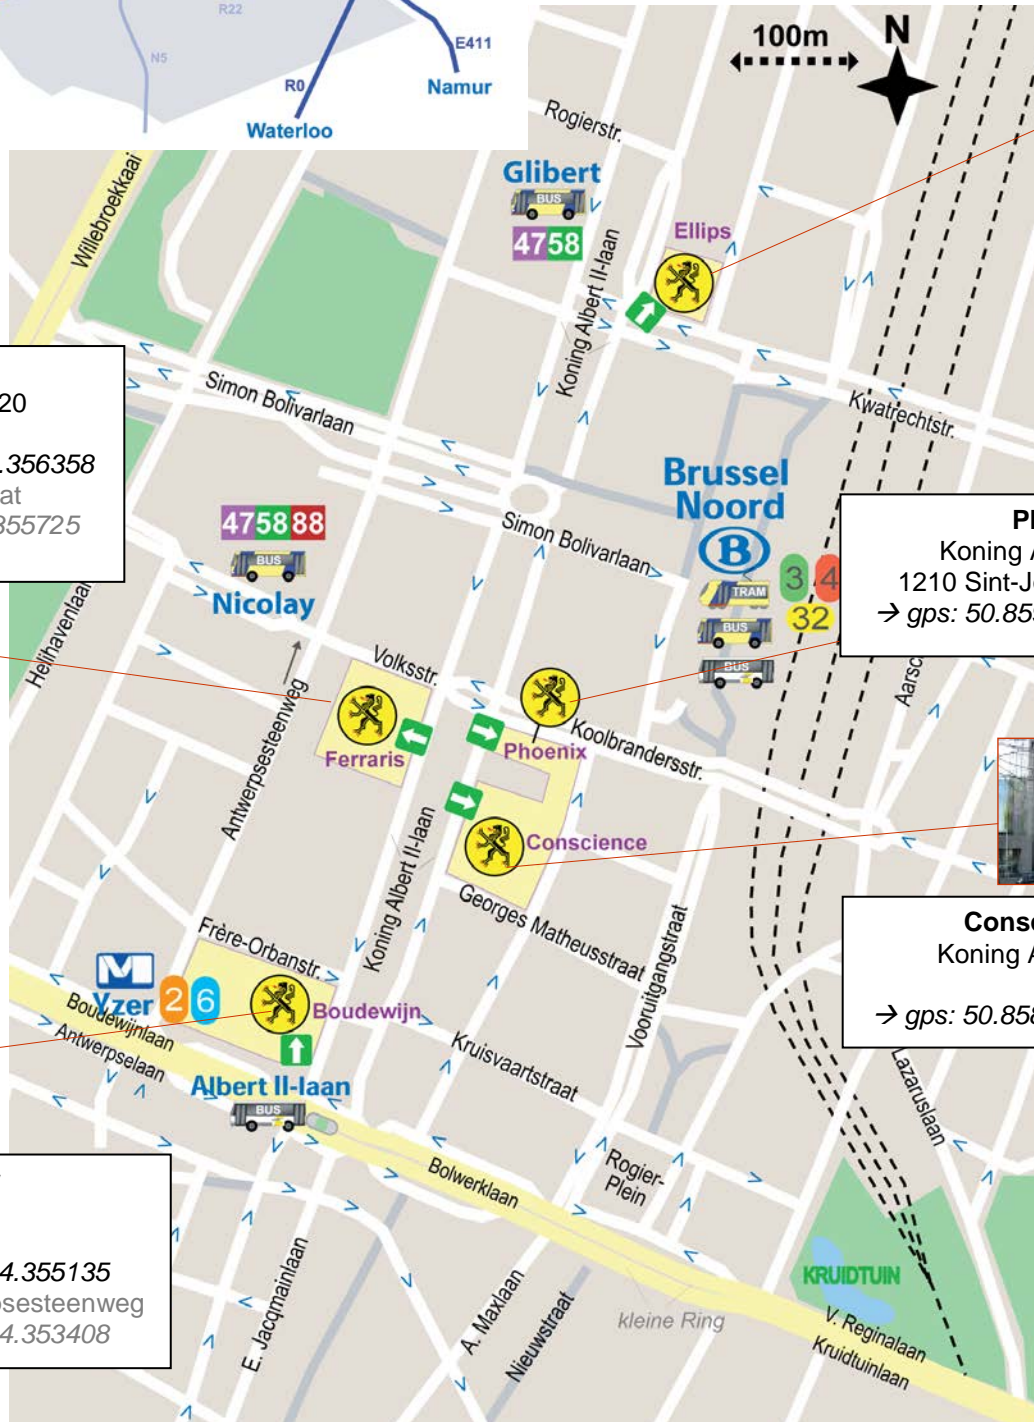 R22
N5
E411
R0
Namur
Waterloo
100m
N
Rogierstr.
Willebroekkaai
Glibert
BUS
4758
Ellips
Koning Albert II-laan
20
.356358
at
355725
Simon Bolivarlaan
Kwatrechtstr.
Brussel
Noord
B
475888
BUS
Nicolay
Simon Bolivarlaan
TRAM
3 4
32
BUS
BUS
Koning A
1210 Sint-J
→ gps: 50.85
Helihavenlaan
Volksstr.
Antwerpsesteenweg
Ferraris
Phoenix
Koolbrandersstr.
Aarsc
Koning Albert II-laan
Conscience
Georges Matheusstraat
Vooruitgangstraat
Conse
Koning A
→ gps: 50.858
Frère-Orbanstr.
M
Yzer
2 6
Boudewijn
Boudewijnlaan
Antwerpselaan
Albert II-laan
BUS
Kruisvaartstraat
Lazaruslaan
Rogier-
Plein
Bolwerklaan
4.355135
sesteenweg
4.353408
E. Jacqmainlaan
A. Maxlaan
Nieuwstraat
kleine Ring
KRUIDTUIN
V. Reginalaan
Kruidtuinlaan